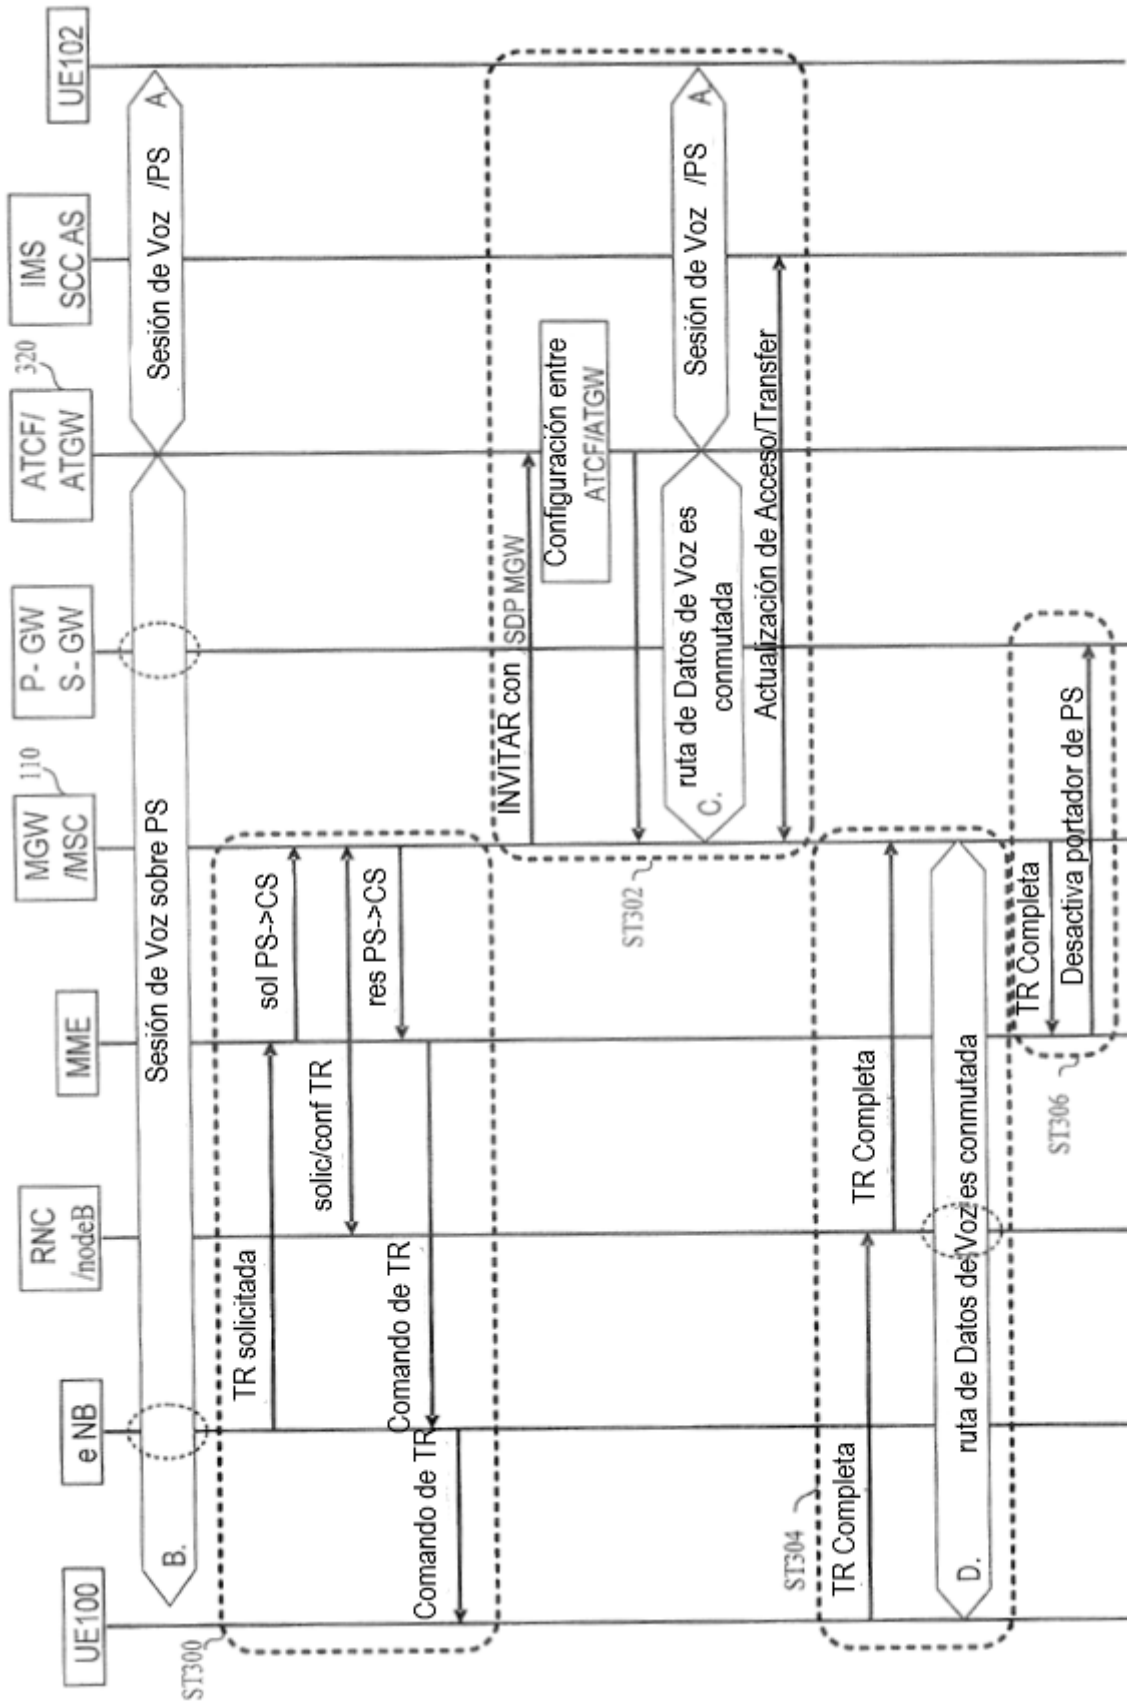 UE100
e NB
RNC
/nodeB
MME
MGW
/MSC
110
P - GW
S - GW
ATCF/
ATGW
320
IMS
SCC AS
UE102
B.
Sesión de Voz sobre PS
Sesión de Voz /PS
A.
ST300
TR solicitada
sol PS->CS
solic/conf TR
res PS->CS
Comando de TR
Comando de TR
ST302
INVITAR con SDP MGW
Configuración entre
ATCF/ATGW
C.
ruta de Datos de Voz es
conmutada
Sesión de Voz /PS
A.
Actualización de Acceso/Transfer
ST304
TR Completa
TR Completa
D.
ruta de Datos de Voz es conmutada
ST306
TR Completa
Desactiva portador de PS